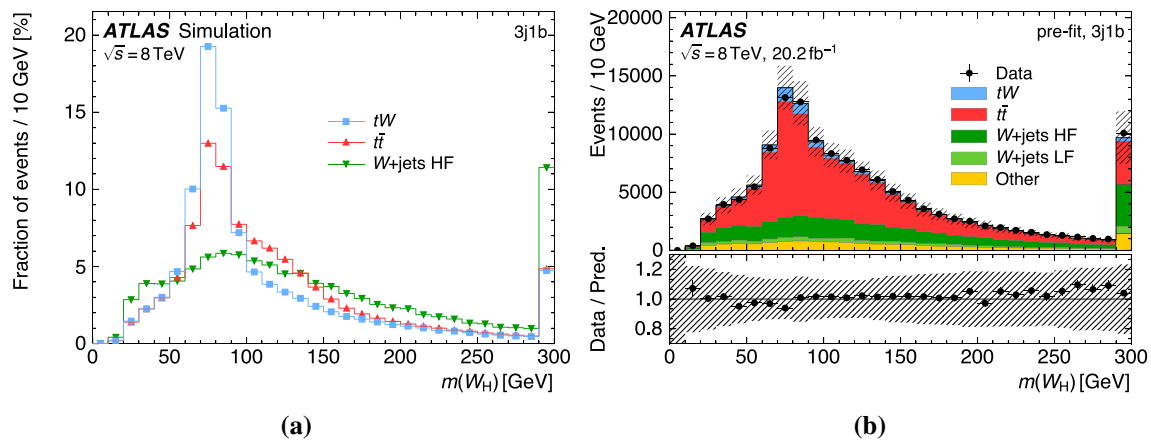 ATLAS Simulation
√s = 8 TeV
3j1b
tW
tt̄
W+jets HF
Fraction of events / 10 GeV [%]
20
15
10
5
0
0 50 100 150 200 250 300
m(W_H) [GeV]
(a)
ATLAS
√s = 8 TeV, 20.2 fb⁻¹
pre-fit, 3j1b
Data
tW
tt̄
W+jets HF
W+jets LF
Other
Events / 10 GeV
20000
15000
10000
5000
0
Data / Pred.
1.2
1.0
0.8
0 50 100 150 200 250 300
m(W_H) [GeV]
(b)